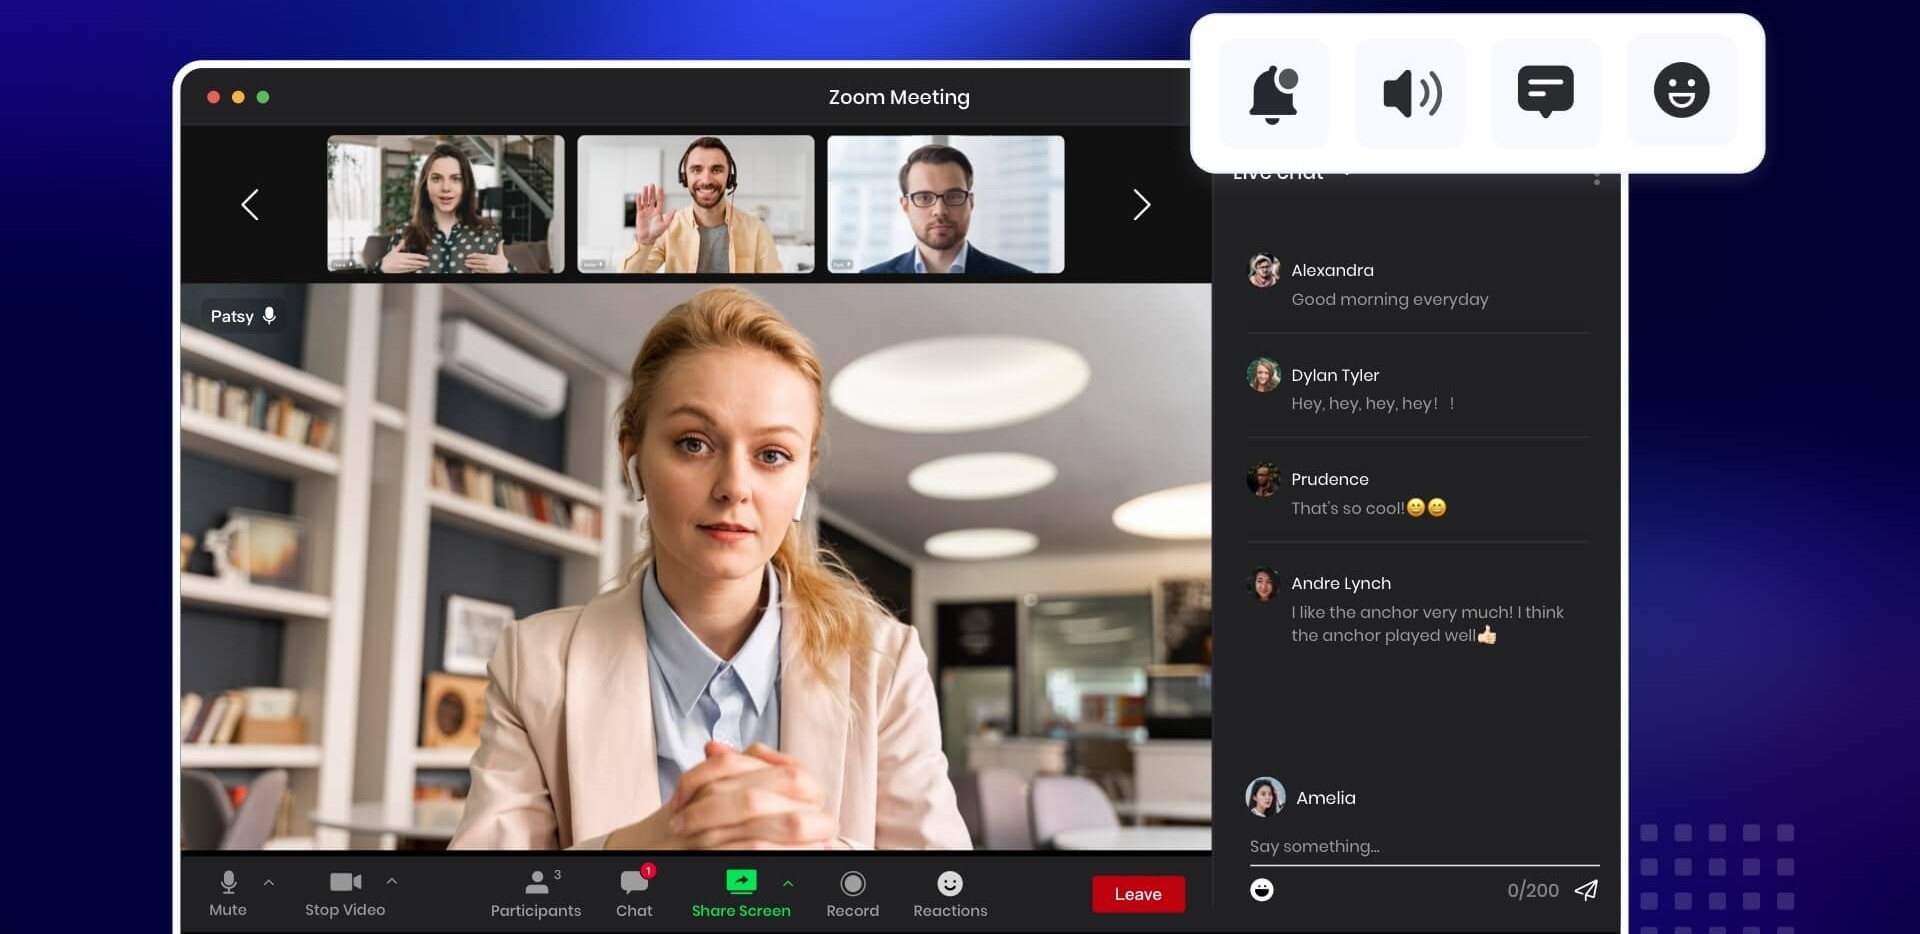 Zoom Meeting
Live chat
Patsy
Alexandra
Good morning everyday
Dylan Tyler
Hey, hey, hey, hey! !
Prudence
That's so cool!😄😄
Andre Lynch
I like the anchor very much! I think
the anchor played well👍🏻
Amelia
Say something...
0/200
3
1
Mute
Stop Video
Participants
Chat
Share Screen
Record
Reactions
Leave